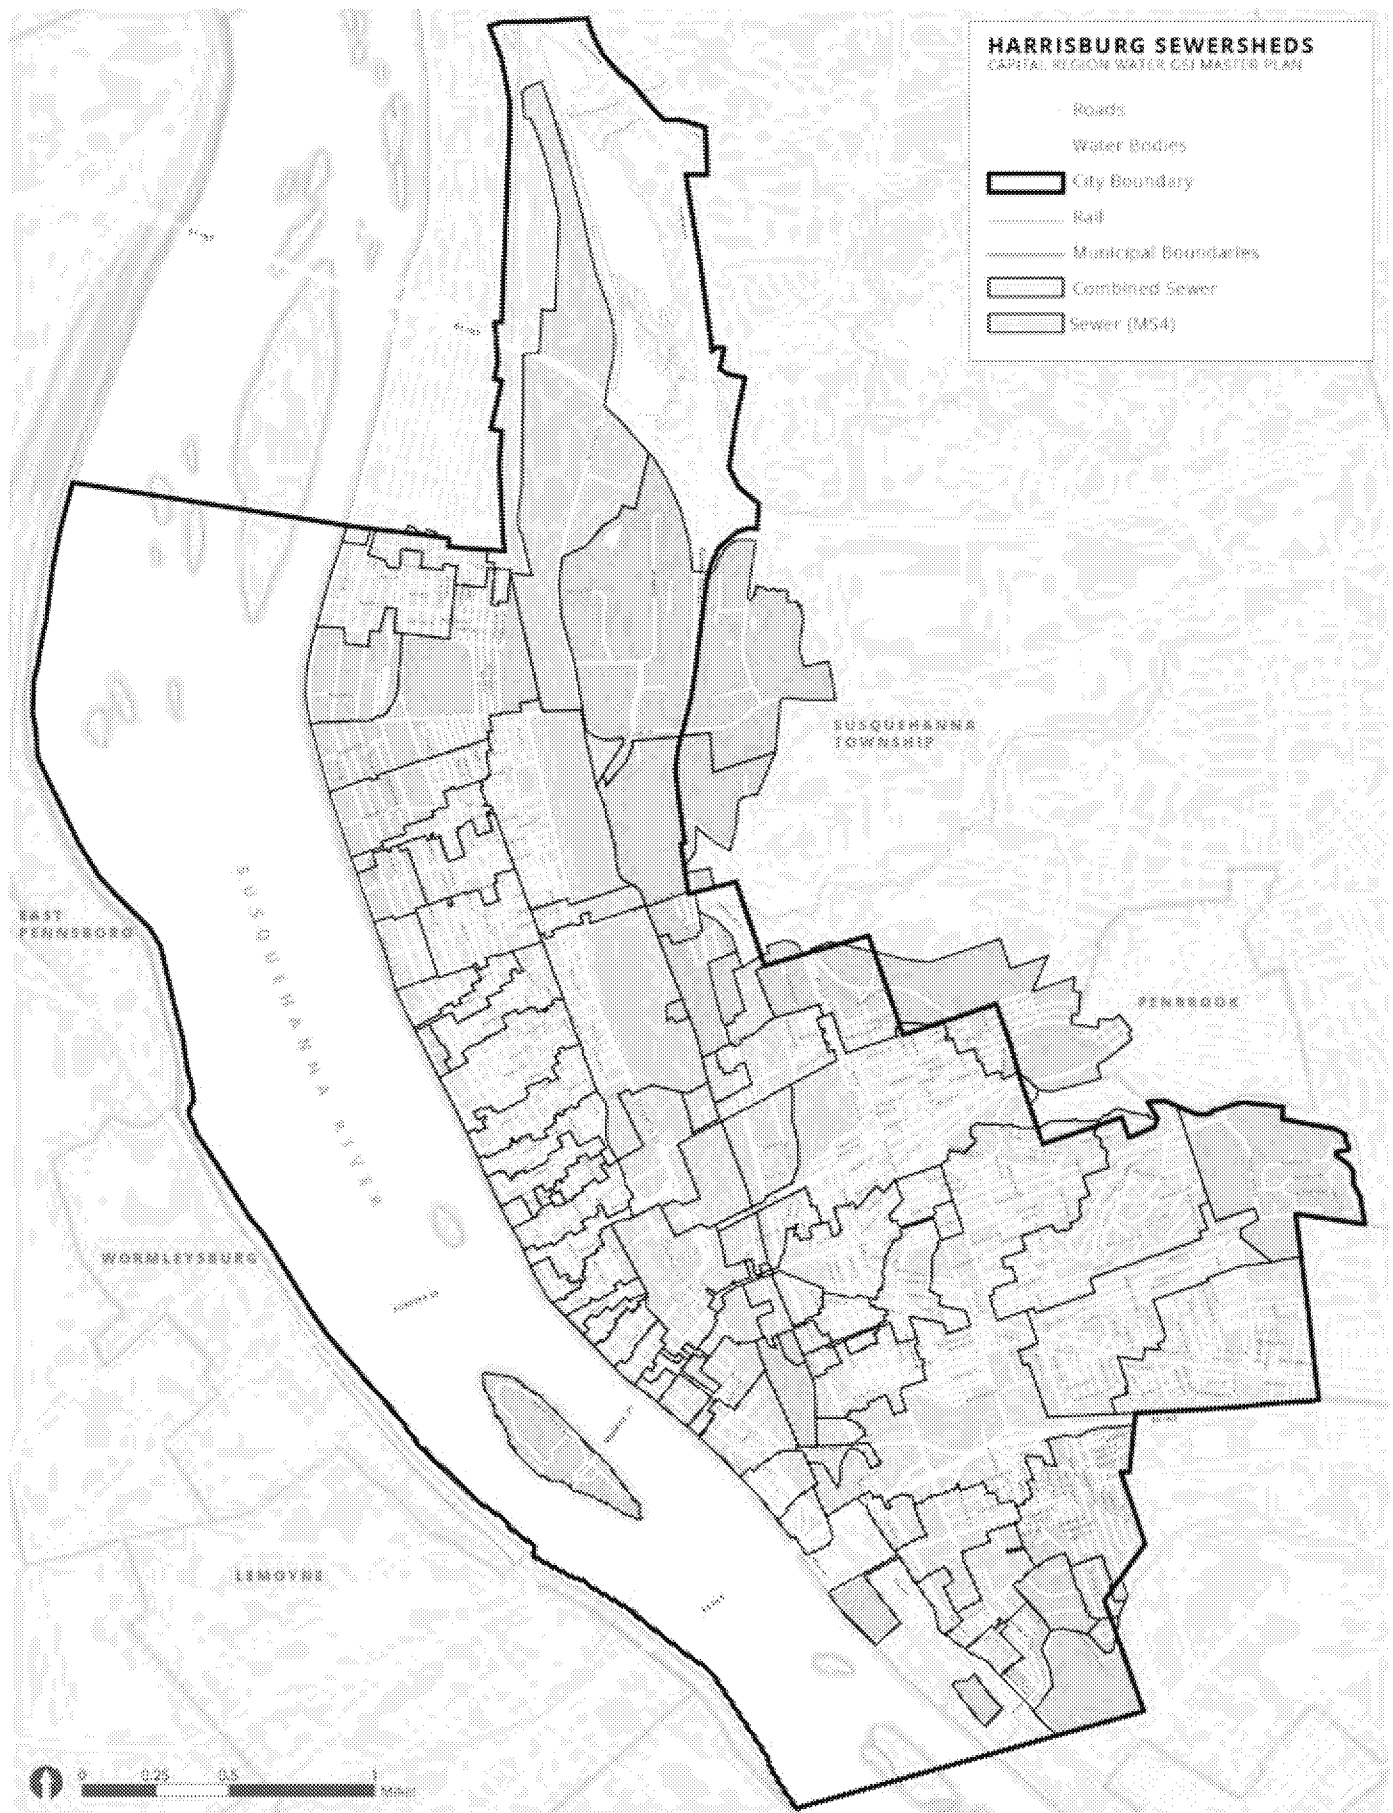 HARRISBURG SEWERSHEDS
CAPITAL REGION WATER GSI MASTER PLAN
Roads
Water Bodies
City Boundary
Rail
Municipal Boundaries
Combined Sewer
Sewer (MS4)
SUSQUEHANNA
TOWNSHIP
EAST
PENNSBORO
SUSQUEHANNA RIVER
PENBROOK
WORMLEYSBURG
LEMOYNE
0 0.25 0.5 1
Miles